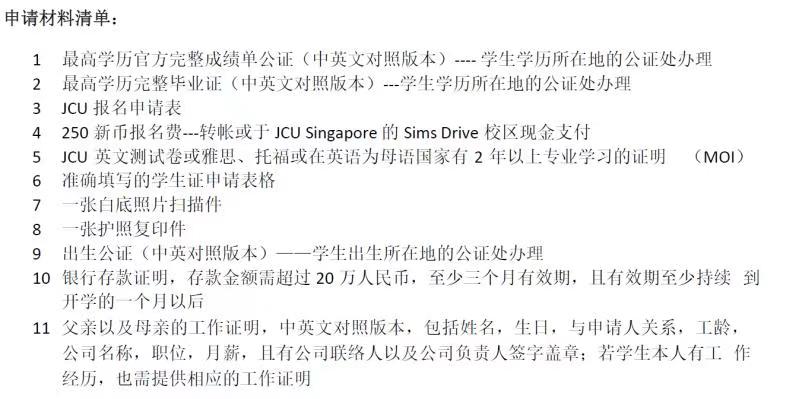 申请材料清单：
1 最高学历官方完整成绩单公证（中英文对照版本）---- 学生学历所在地的公证处办理
2 最高学历完整毕业证（中英文对照版本）---学生学历所在地的公证处办理
3 JCU 报名申请表
4 250 新币报名费---转帐或于 JCU Singapore 的 Sims Drive 校区现金支付
5 JCU 英文测试卷或雅思、托福或在英语为母语国家有 2 年以上专业学习的证明 （MOI）
6 准确填写的学生证申请表格
7 一张白底照片扫描件
8 一张护照复印件
9 出生公证（中英对照版本）——学生出生所在地的公证处办理
10 银行存款证明，存款金额需超过 20 万人民币，至少三个月有效期，且有效期至少持续 到
开学的一个月以后
11 父亲以及母亲的工作证明，中英文对照版本，包括姓名，生日，与申请人关系，工龄，
公司名称，职位，月薪，且有公司联络人以及公司负责人签字盖章；若学生本人有工 作
经历，也需提供相应的工作证明